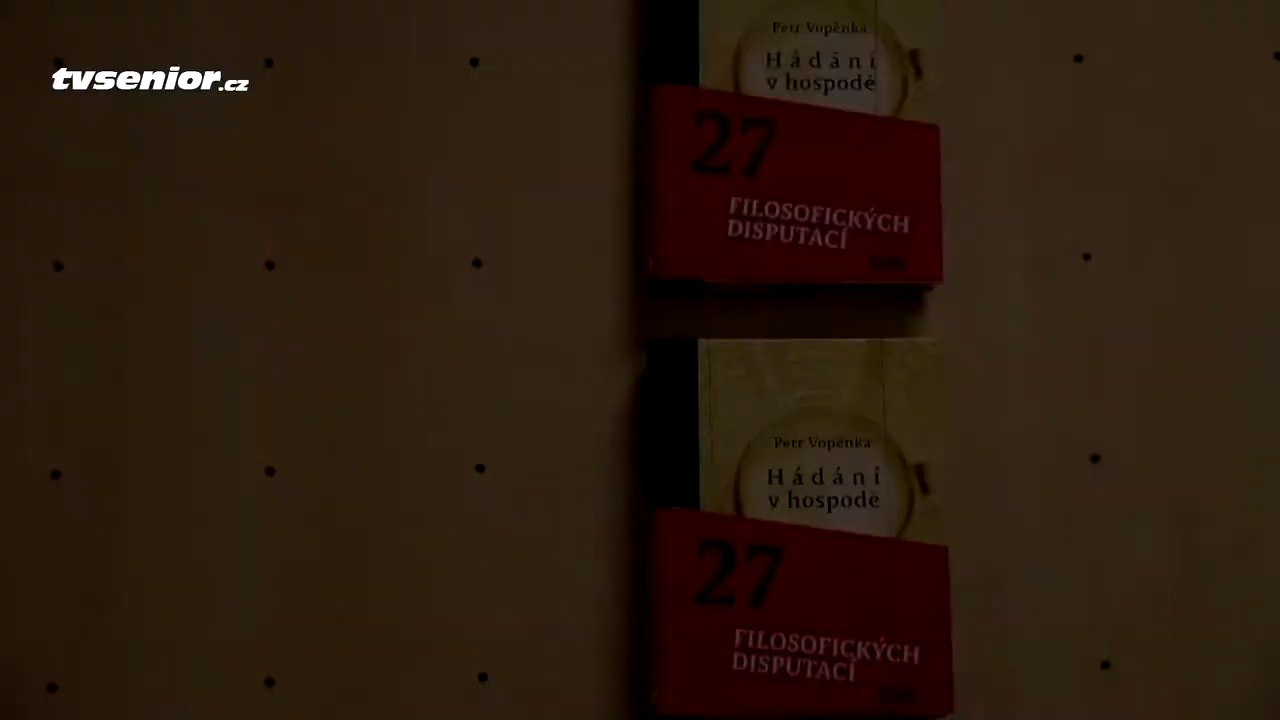 tvsenior.cz
Petr Vopěnka
Hádání
v hospodě
27
FILOSOFICKÝCH
DISPUTACÍ
Petr Vopěnka
Hádání
v hospodě
27
FILOSOFICKÝCH
DISPUTACÍ